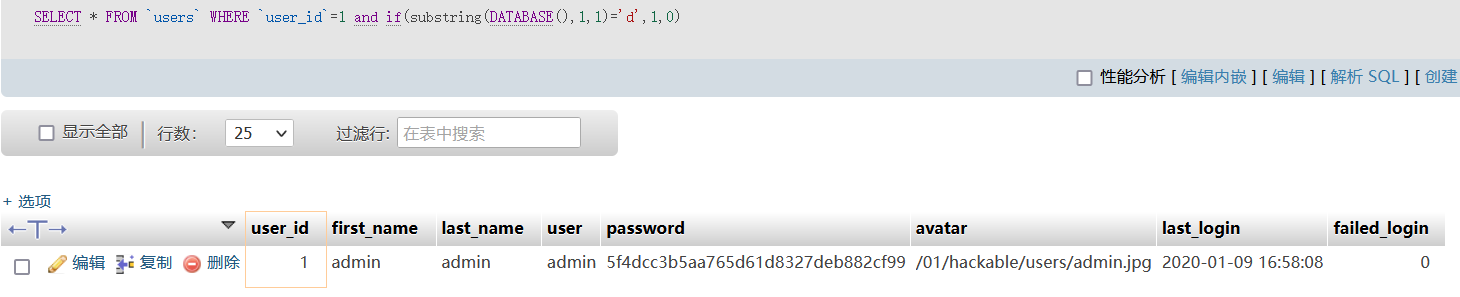 SELECT * FROM `users` WHERE `user_id`=1 and if(substring(DATABASE(),1,1)='d',1,0)
性能分析 [ 编辑内嵌 ] [ 编辑 ] [ 解析 SQL ] [ 创建
显示全部 行数： 25 过滤行: 在表中搜索
+ 选项
←T→ user_id first_name last_name user password avatar last_login failed_login
编辑 复制 删除 1 admin admin admin 5f4dcc3b5aa765d61d8327deb882cf99 /01/hackable/users/admin.jpg 2020-01-09 16:58:08 0